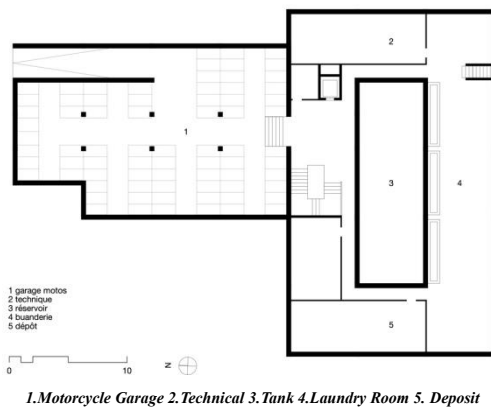 2
1
3
4
5
1 garage motos
2 technique
3 réservoir
4 buanderie
5 dépôt
0 10 N
1.Motorcycle Garage 2.Technical 3.Tank 4.Laundry Room 5. Deposit